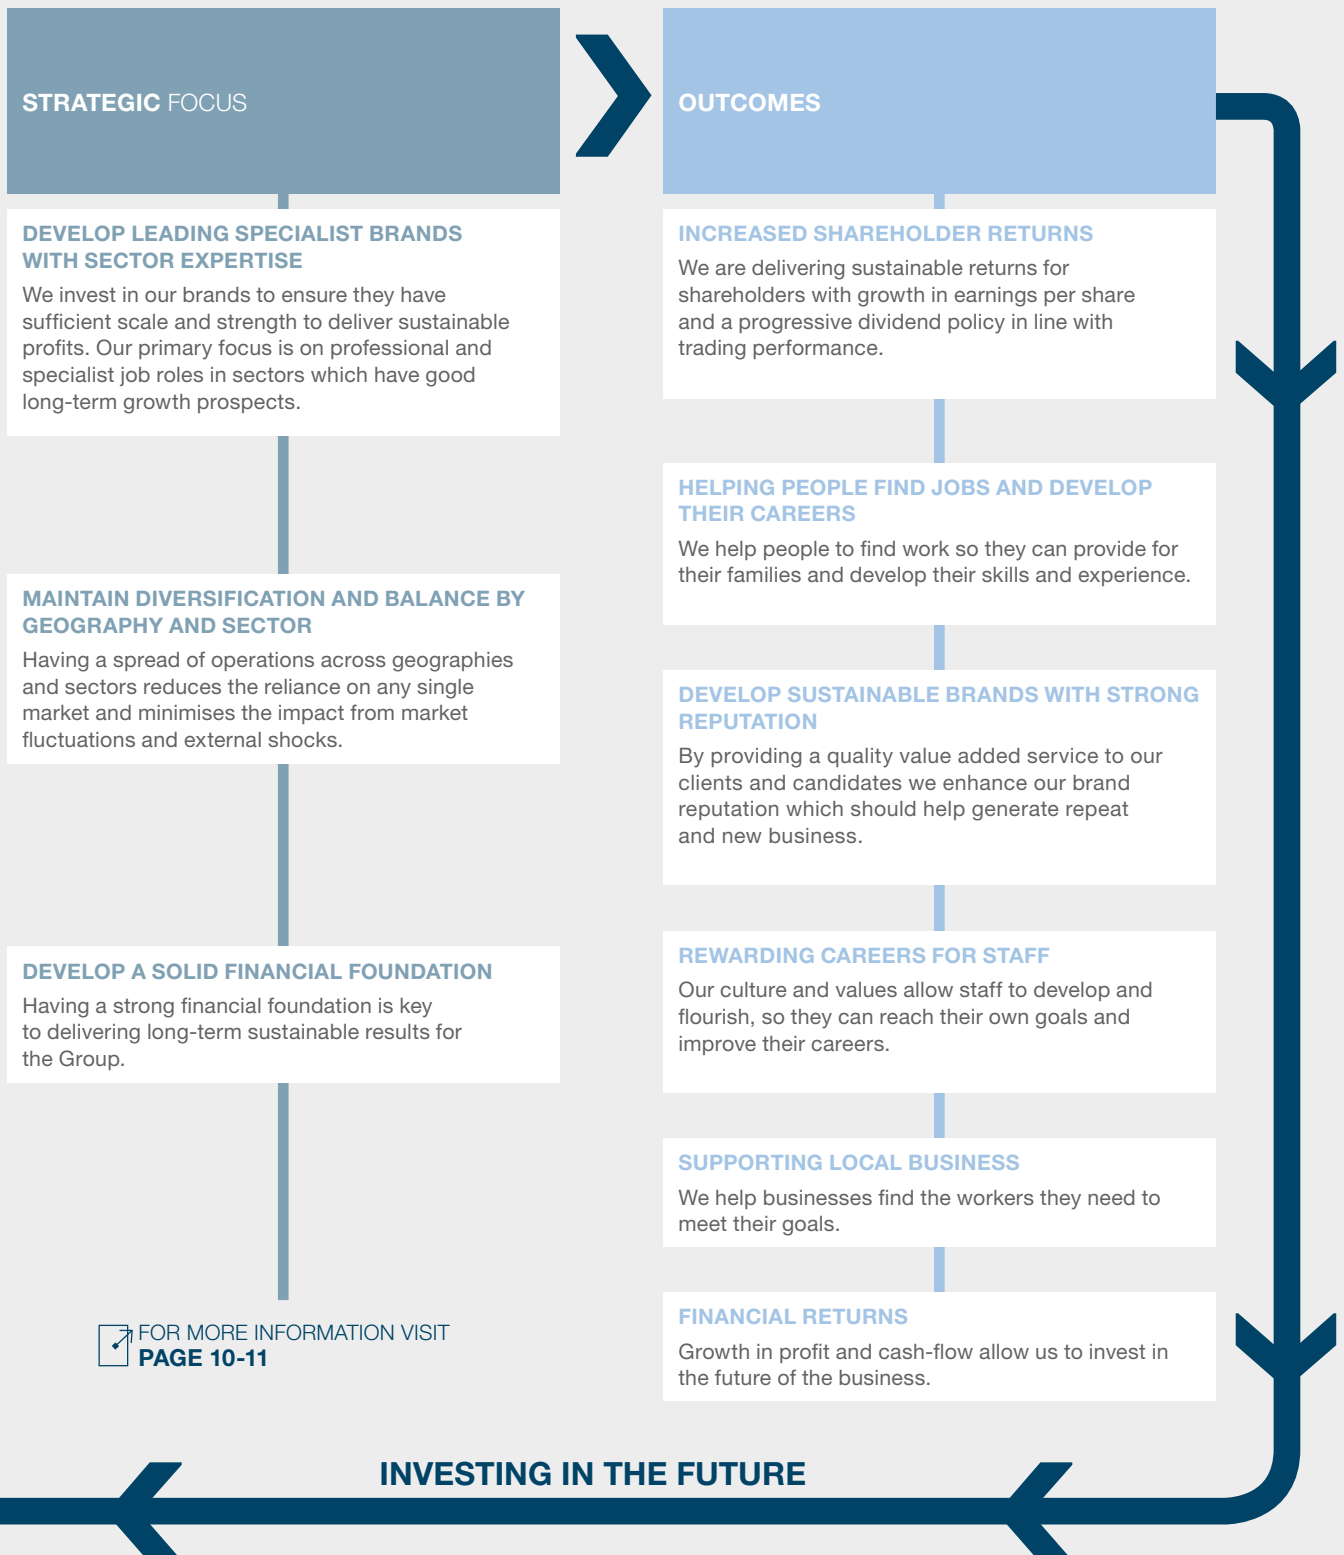 STRATEGIC FOCUS
DEVELOP LEADING SPECIALIST BRANDS
WITH SECTOR EXPERTISE
We invest in our brands to ensure they have
sufficient scale and strength to deliver sustainable
profits. Our primary focus is on professional and
specialist job roles in sectors which have good
long-term growth prospects.
MAINTAIN DIVERSIFICATION AND BALANCE BY
GEOGRAPHY AND SECTOR
Having a spread of operations across geographies
and sectors reduces the reliance on any single
market and minimises the impact from market
fluctuations and external shocks.
DEVELOP A SOLID FINANCIAL FOUNDATION
Having a strong financial foundation is key
to delivering long-term sustainable results for
the Group.
FOR MORE INFORMATION VISIT
PAGE 10-11
OUTCOMES
INCREASED SHAREHOLDER RETURNS
We are delivering sustainable returns for
shareholders with growth in earnings per share
and a progressive dividend policy in line with
trading performance.
HELPING PEOPLE FIND JOBS AND DEVELOP
THEIR CAREERS
We help people to find work so they can provide for
their families and develop their skills and experience.
DEVELOP SUSTAINABLE BRANDS WITH STRONG
REPUTATION
By providing a quality value added service to our
clients and candidates we enhance our brand
reputation which should help generate repeat
and new business.
REWARDING CAREERS FOR STAFF
Our culture and values allow staff to develop and
flourish, so they can reach their own goals and
improve their careers.
SUPPORTING LOCAL BUSINESS
We help businesses find the workers they need to
meet their goals.
FINANCIAL RETURNS
Growth in profit and cash-flow allow us to invest in
the future of the business.
INVESTING IN THE FUTURE